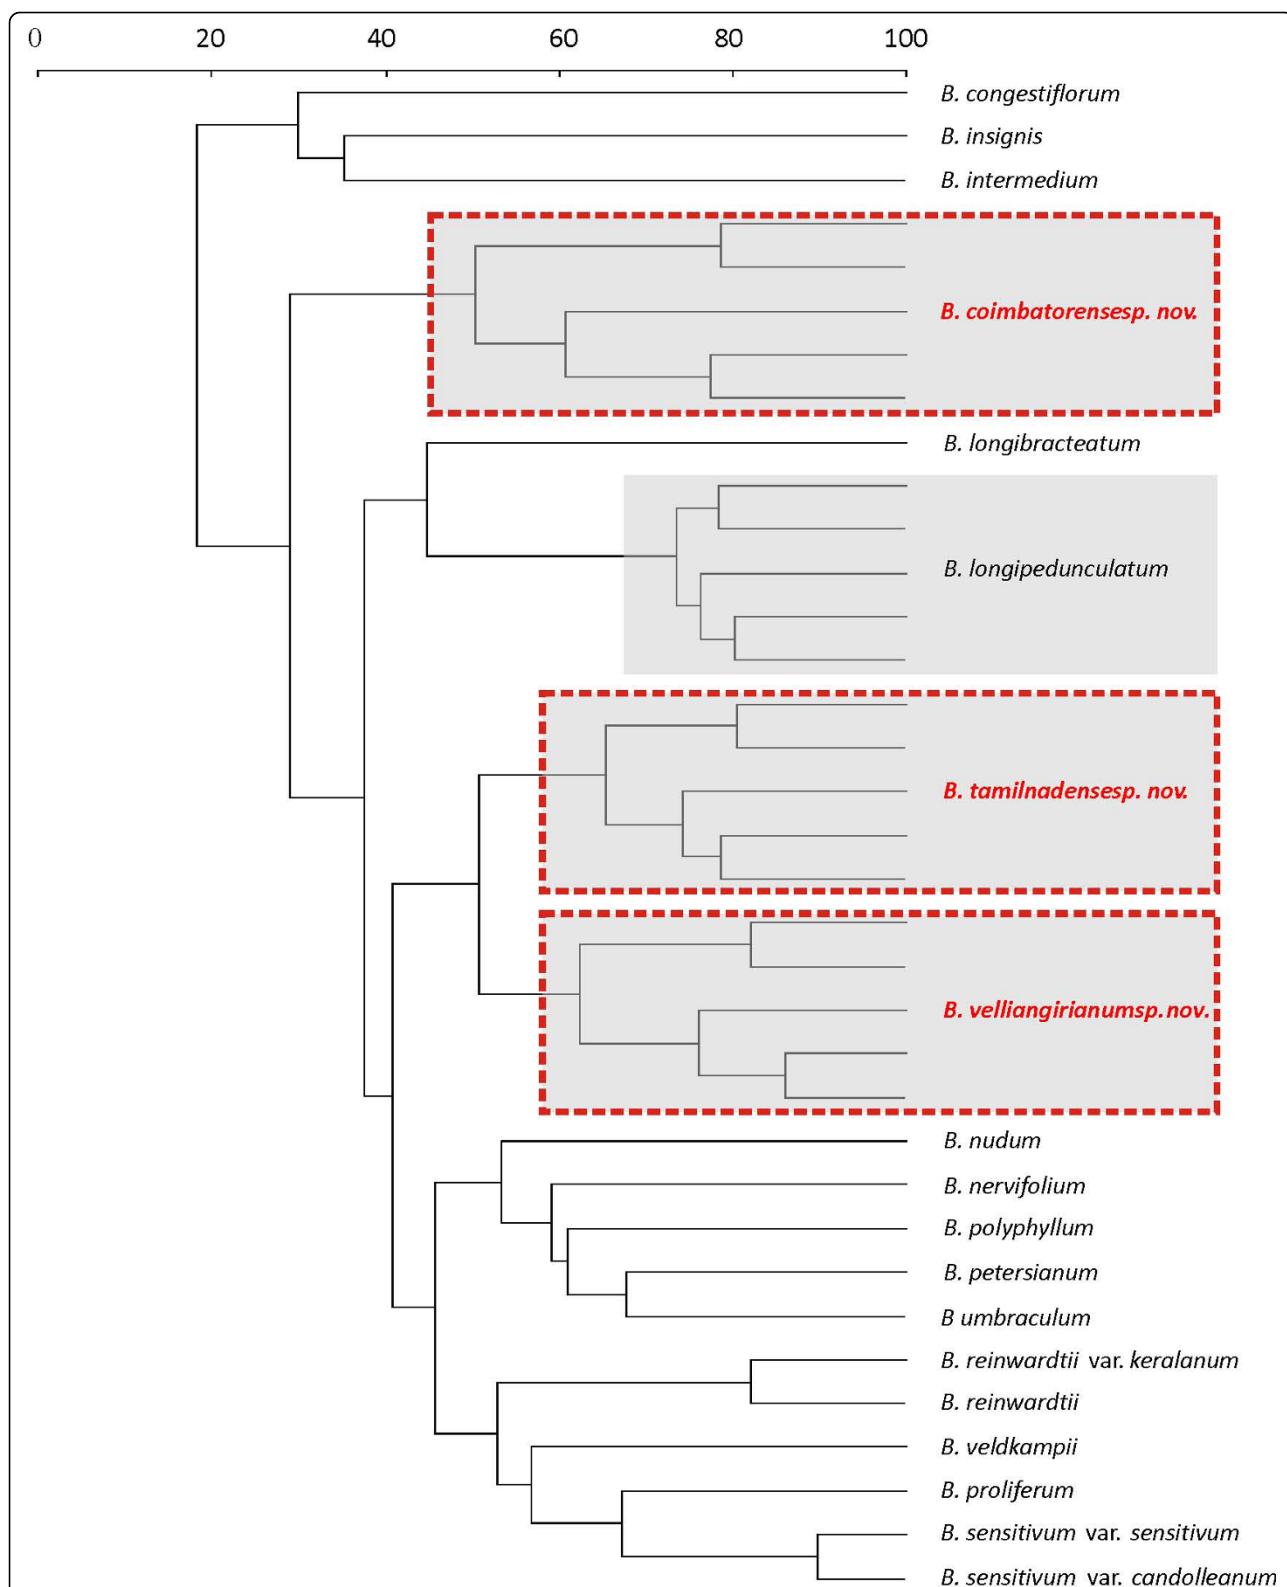 0 20 40 60 80 100
B. congestiflorum
B. insignis
B. intermedium
B. coimbatorensesp. nov.
B. longibracteatum
B. longipedunculatum
B. tamilnadensesp. nov.
B. velliangirianumsp.nov.
B. nudum
B. nervifolium
B. polyphyllum
B. petersianum
B umbraculum
B. reinwardtii var. keralanum
B. reinwardtii
B. veldkampii
B. proliferum
B. sensitivum var. sensitivum
B. sensitivum var. candolleanum